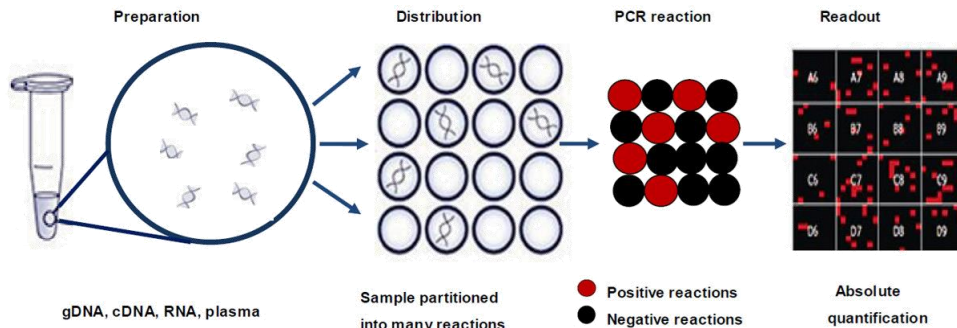 Preparation
Distribution
PCR reaction
Readout
A6 A7 A8 A9
B6 B7 B8 B9
C6 C7 C8 C9
D6 D7 D8 D9
gDNA, cDNA, RNA, plasma
Sample partitioned
into many reactions
Positive reactions
Negative reactions
Absolute
quantification